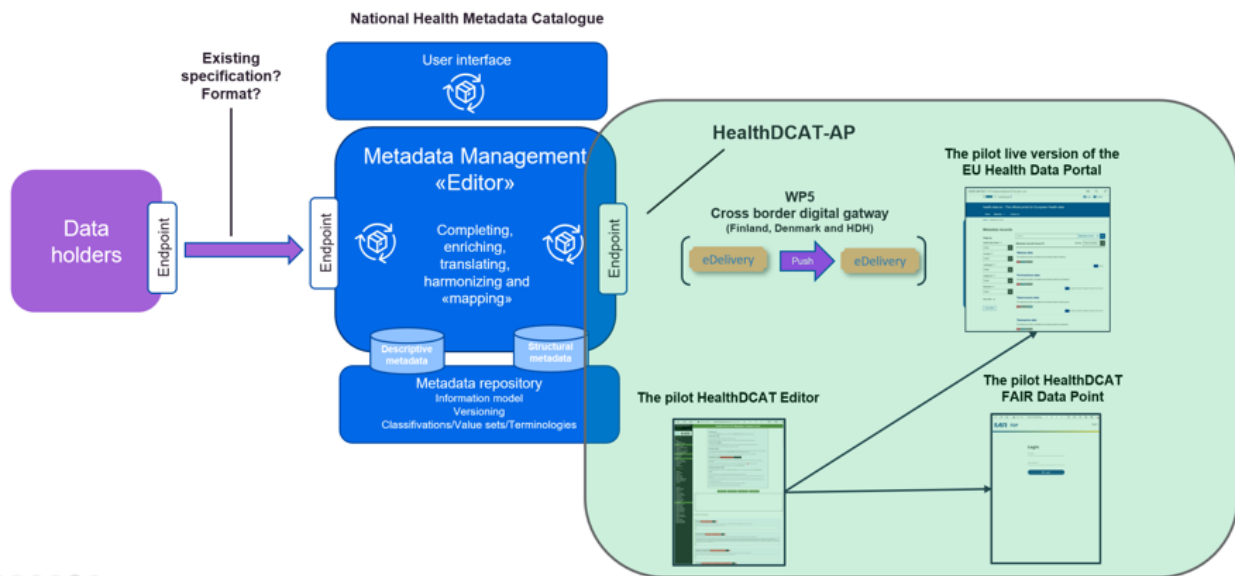 National Health Metadata Catalogue
User interface
Existing
specification?
Format?
Data
holders
Endpoint
Endpoint
Metadata Management
«Editor»
Completing,
enriching,
translating,
harmonizing and
«mapping»
Endpoint
Descriptive
metadata
Structural
metadata
Metadata repository
Information model
Versioning
Classifivations/Value sets/Terminologies
HealthDCAT-AP
WP5
Cross border digital gatway
(Finland, Denmark and HDH)
eDelivery
Push
eDelivery
The pilot live version of the
EU Health Data Portal
The pilot HealthDCAT Editor
The pilot HealthDCAT
FAIR Data Point
Login